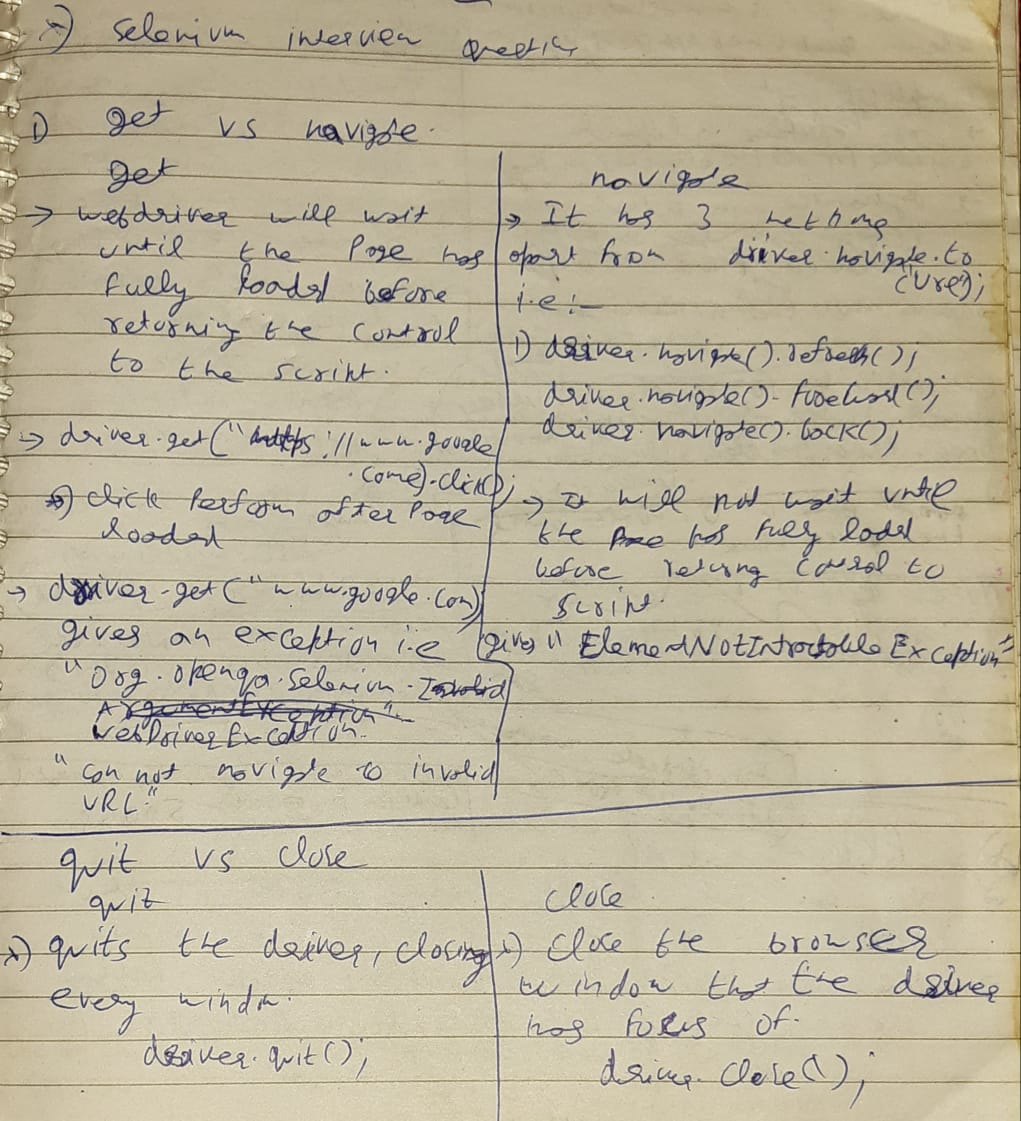 *) Selenium interview question
1) get vs navigate.
get
→ webdriver will wait
until the Page has
fully loaded before
returning the control
to the script.
→ driver.get("https://www.google
.com).click();
*) click Perform after Page
loaded
→ driver.get("www.google.com)
gives an exception i.e
"Org.openqa.selenium.Invalid
ArgumentException"
WebDriverException."
"Can not navigate to invalid
URL."
navigate
→ It has 3 methods
apart from driver.navigate.to
(Url);
i.e:-
1) driver.navigate().refresh();
driver.navigate().forward();
driver.navigate().back();
→ It will not wait until
the Page has fully loaded
before returning control to
script.
gives "ElementNotIntractableException"
quit vs close
quit
*) quits the driver, closing
every window.
driver.quit();
close
*) Close the browser
window that the driver
has focus of.
driver.close();